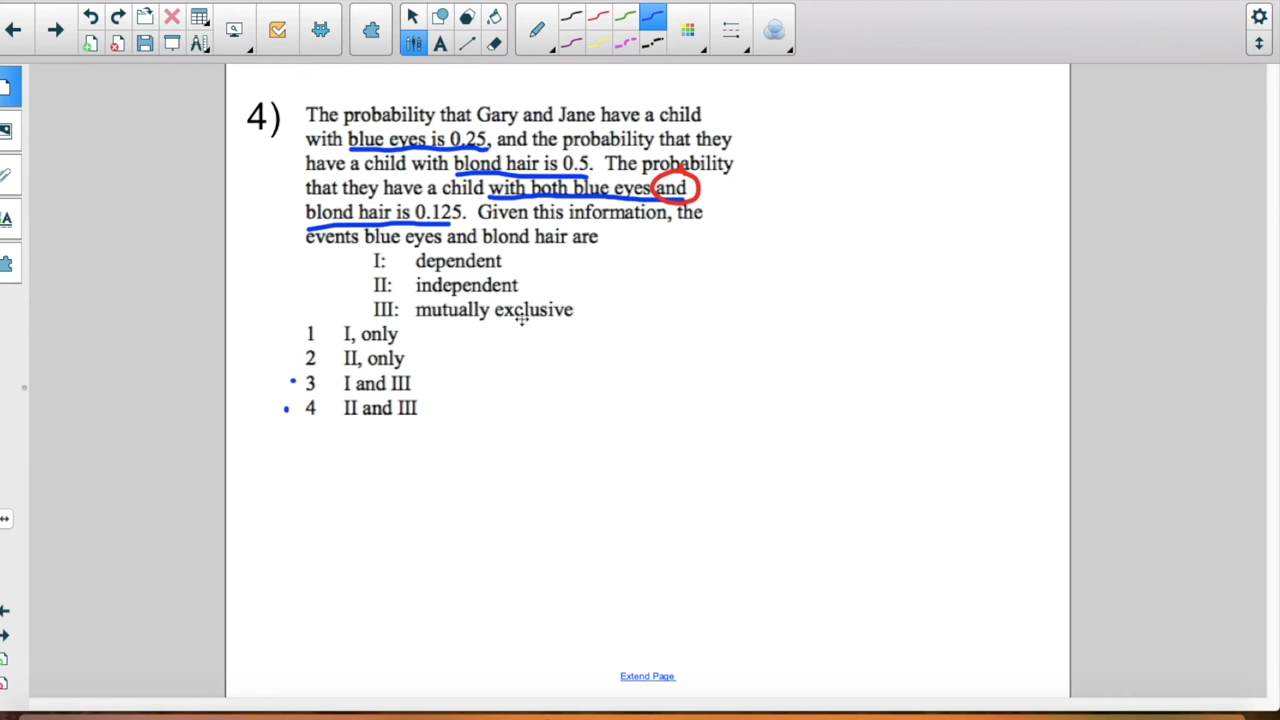 4) The probability that Gary and Jane have a child
with blue eyes is 0.25, and the probability that they
have a child with blond hair is 0.5. The probability
that they have a child with both blue eyes and
blond hair is 0.125. Given this information, the
events blue eyes and blond hair are
I: dependent
II: independent
III: mutually exclusive
1 I, only
2 II, only
3 I and III
4 II and III
Extend Page